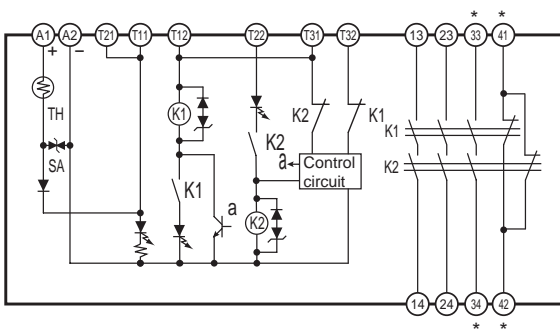 * *
A1 A2 T21 T11 T12 T22 T31 T32 13 23 33 41
+ −
TH
SA
K1
K2
K2 K1
K1
a
K2
a Control
circuit
K1
K2
14 24 34 42
* *